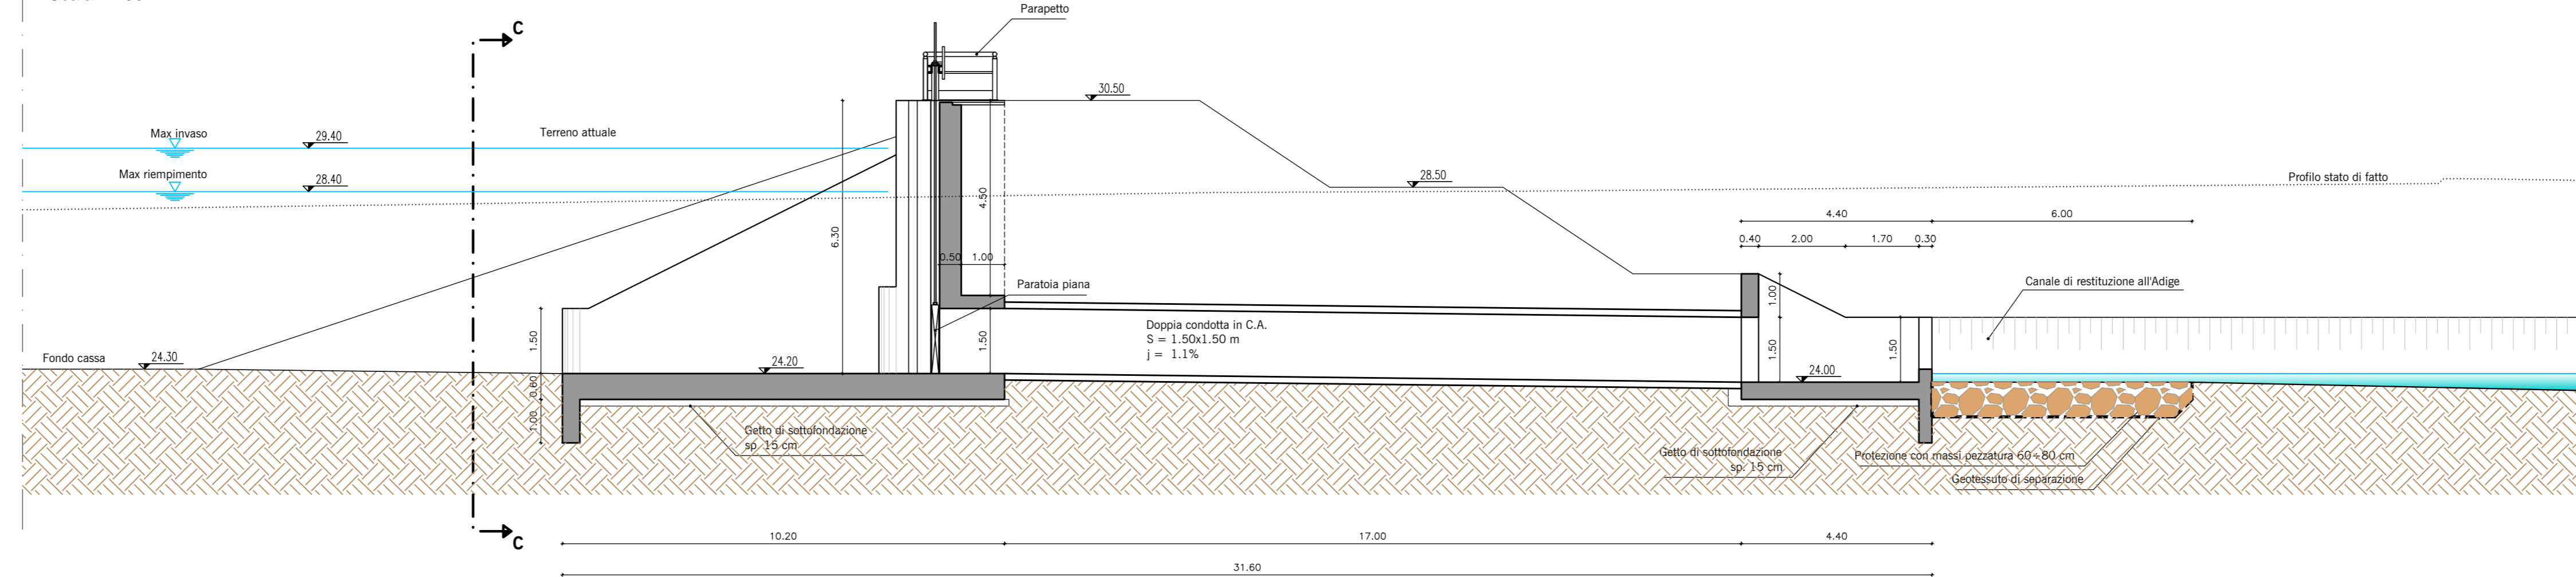 Parapetto
C
30.50
Max invaso
29.40
Terreno attuale
Max riempimento
28.40
28.50
Profilo stato di fatto
4.50
6.30
4.40
6.00
0.40
2.00
1.70
0.30
0.50
1.00
Paratoia piana
Canale di restituzione all'Adige
1.00
Doppia condotta in C.A.
S = 1.50x1.50 m
j = 1.1%
1.50
1.50
1.50
1.50
Fondo cassa
24.30
24.20
24.00
0.60
1.00
Getto di sottofondazione
sp. 15 cm
Getto di sottofondazione
sp. 15 cm
Protezione con massi pezzatura 60÷80 cm
Geotessuto di separazione
C
10.20
17.00
4.40
31.60